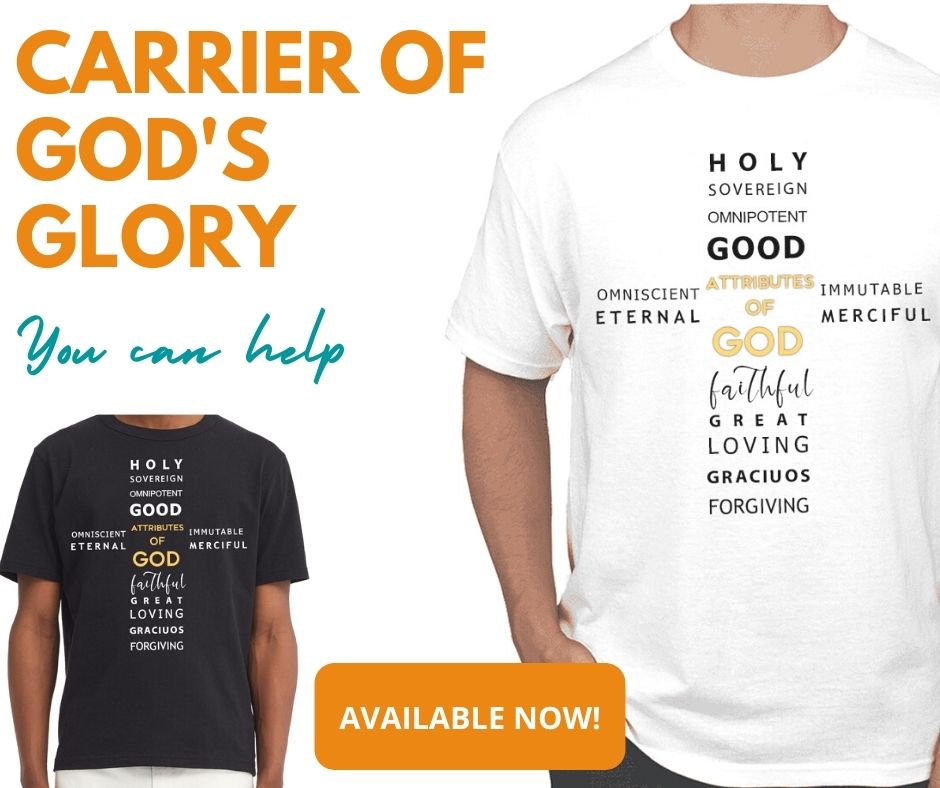 CARRIER OF
GOD'S
GLORY
You can help
HOLY
SOVEREIGN
OMNIPOTENT
GOOD
OMNISCIENT ATTRIBUTES IMMUTABLE
ETERNAL OF MERCIFUL
GOD
faithful
GREAT
LOVING
GRACIUOS
FORGIVING
HOLY
SOVEREIGN
OMNIPOTENT
GOOD
OMNISCIENT ATTRIBUTES IMMUTABLE
ETERNAL OF MERCIFUL
GOD
faithful
GREAT
LOVING
GRACIUOS
FORGIVING
AVAILABLE NOW!